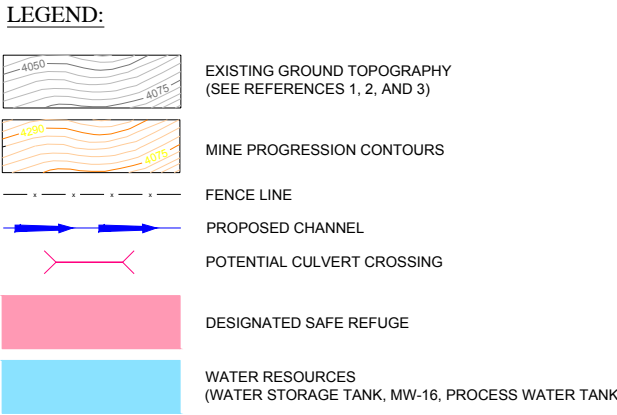 LEGEND:
4050
4075
EXISTING GROUND TOPOGRAPHY
(SEE REFERENCES 1, 2, AND 3)
4290
4075
MINE PROGRESSION CONTOURS
x x x x
FENCE LINE
PROPOSED CHANNEL
POTENTIAL CULVERT CROSSING
DESIGNATED SAFE REFUGE
WATER RESOURCES
(WATER STORAGE TANK, MW-16, PROCESS WATER TANK